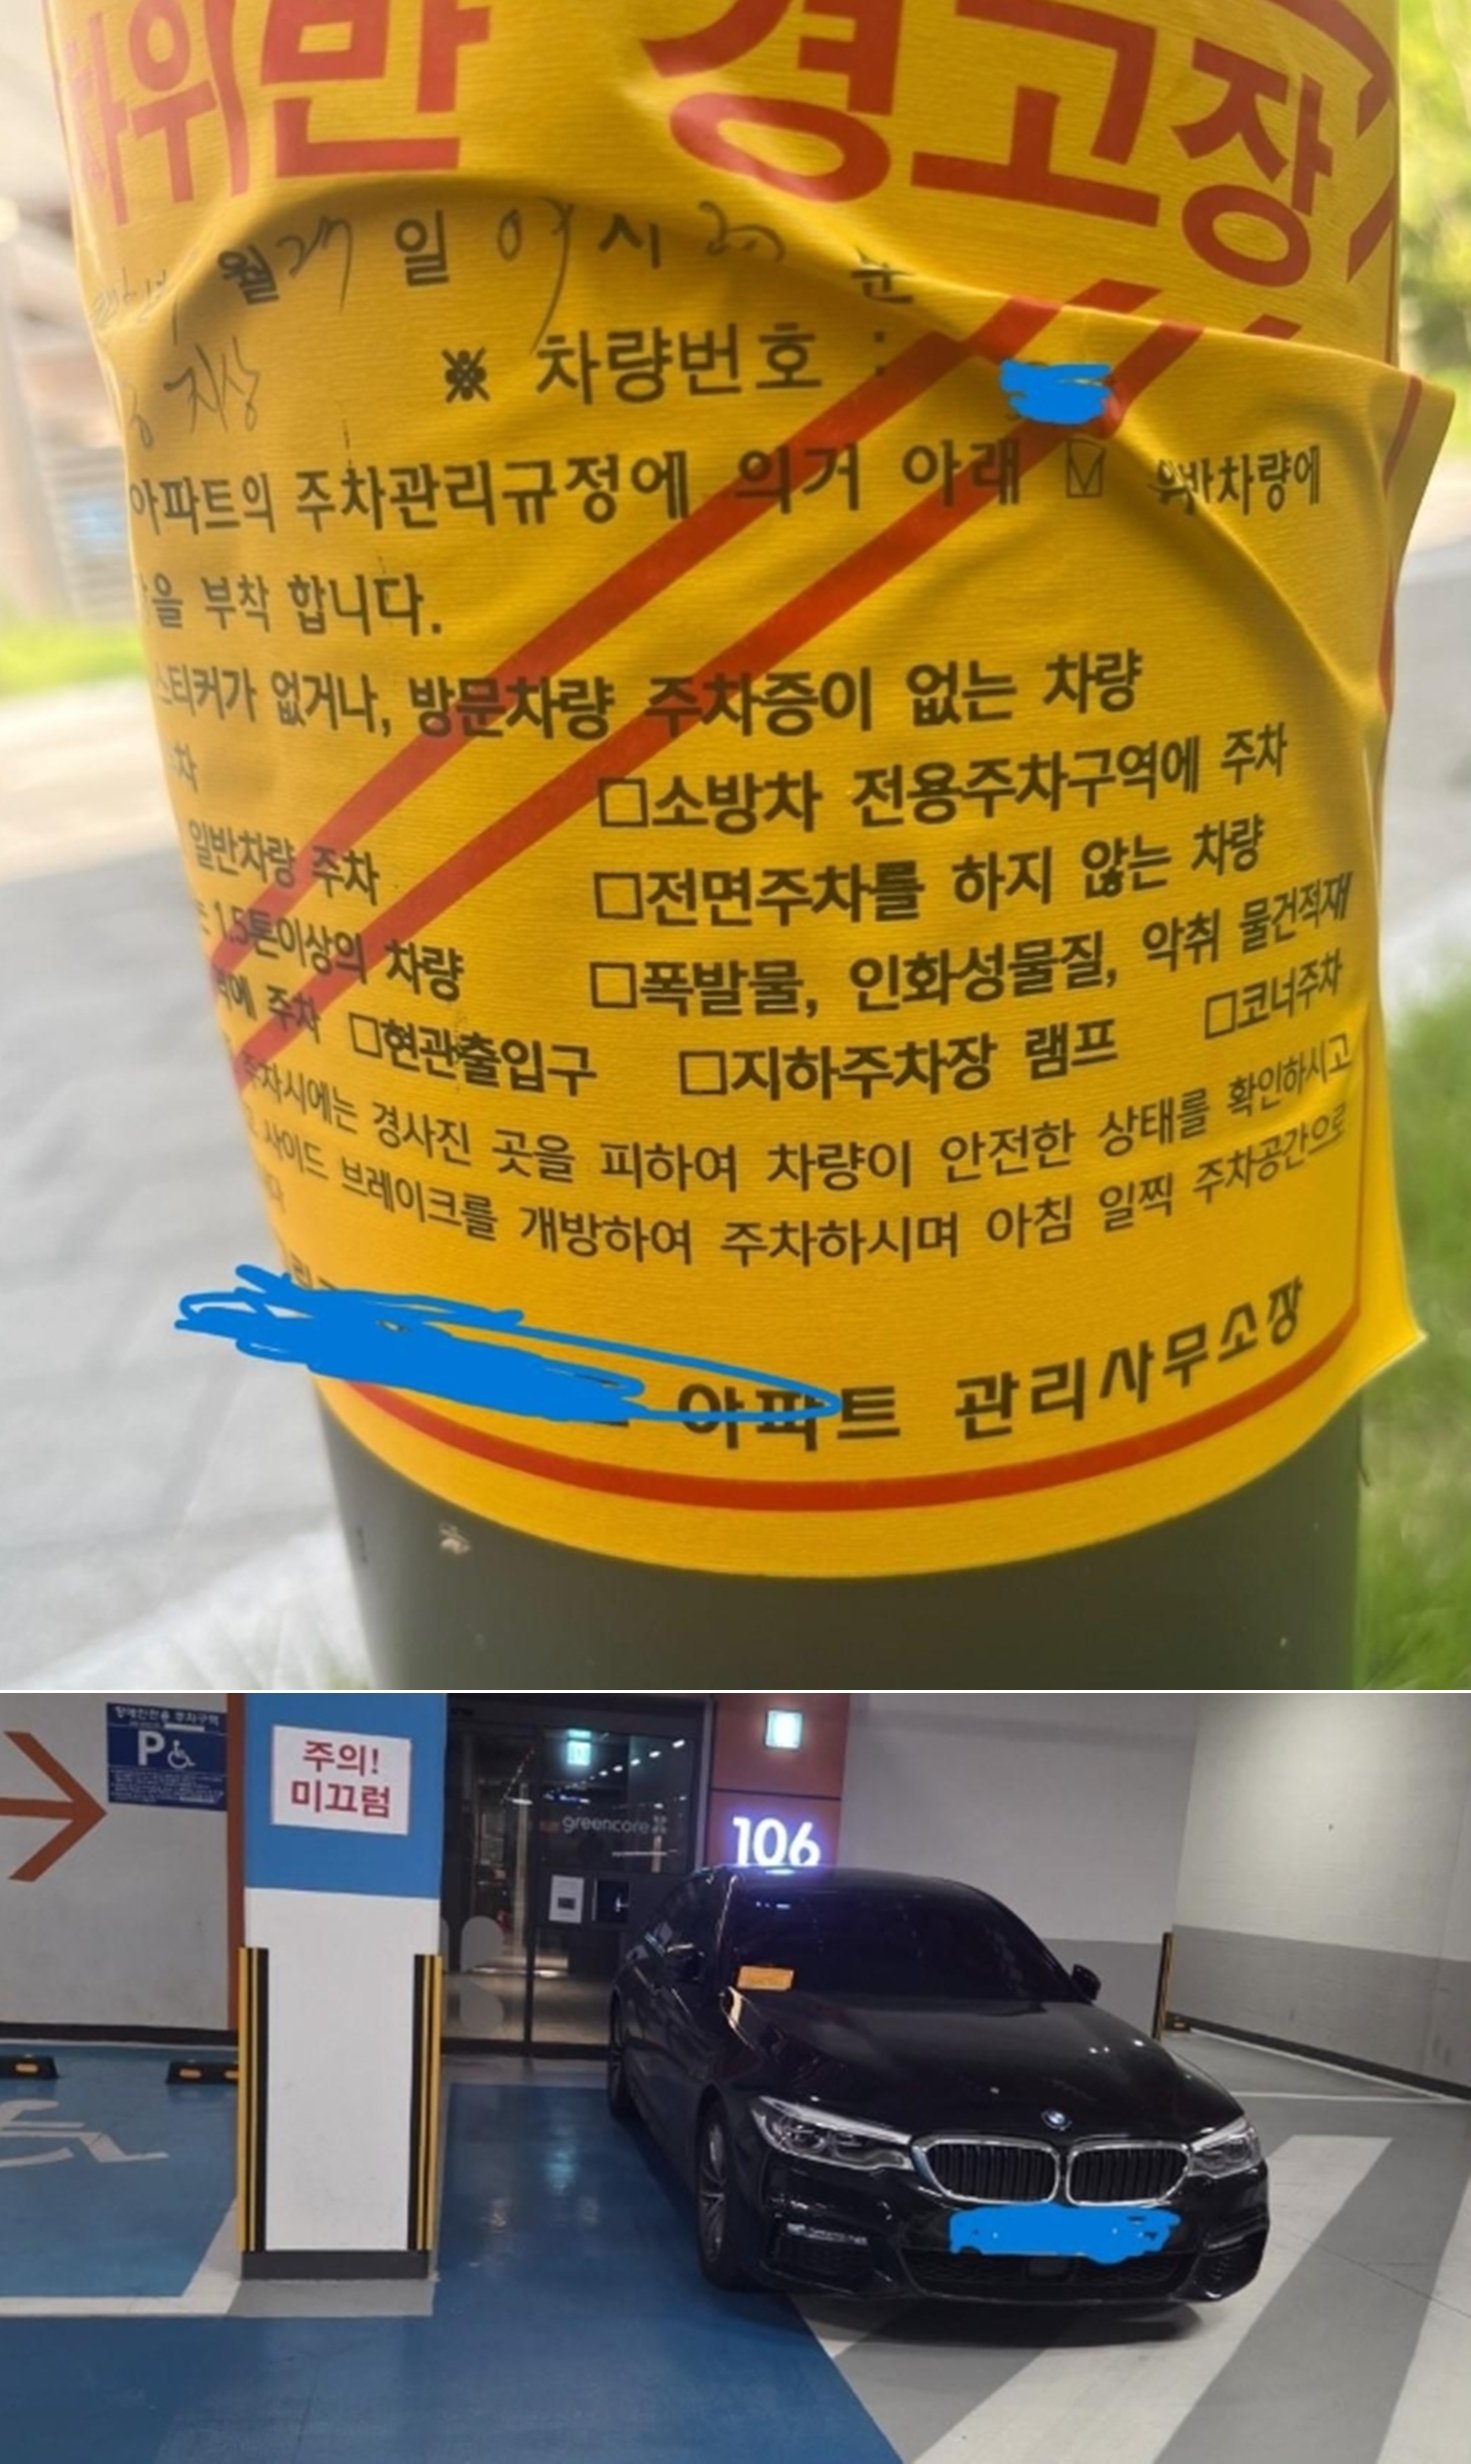 차위반 경고장
월 27 일 09 시 20 분
지상 ※ 차량번호 :
아파트의 주차관리규정에 의거 아래 ☑ 위반차량에
을 부착 합니다.
스티커가 없거나, 방문차량 주차증이 없는 차량
차 □소방차 전용주차구역에 주차
일반차량 주차 □전면주차를 하지 않는 차량
1.5톤이상의 차량 □폭발물, 인화성물질, 악취 물건적재
역에 주차 □현관출입구 □지하주차장 램프 □코너주차
주차시에는 경사진 곳을 피하여 차량이 안전한 상태를 확인하시고
사이드 브레이크를 개방하여 주차하시며 아침 일찍 주차공간으로
아파트 관리사무소장
장애인전용 주차구역
P
주의!
미끄럼
greencore
106